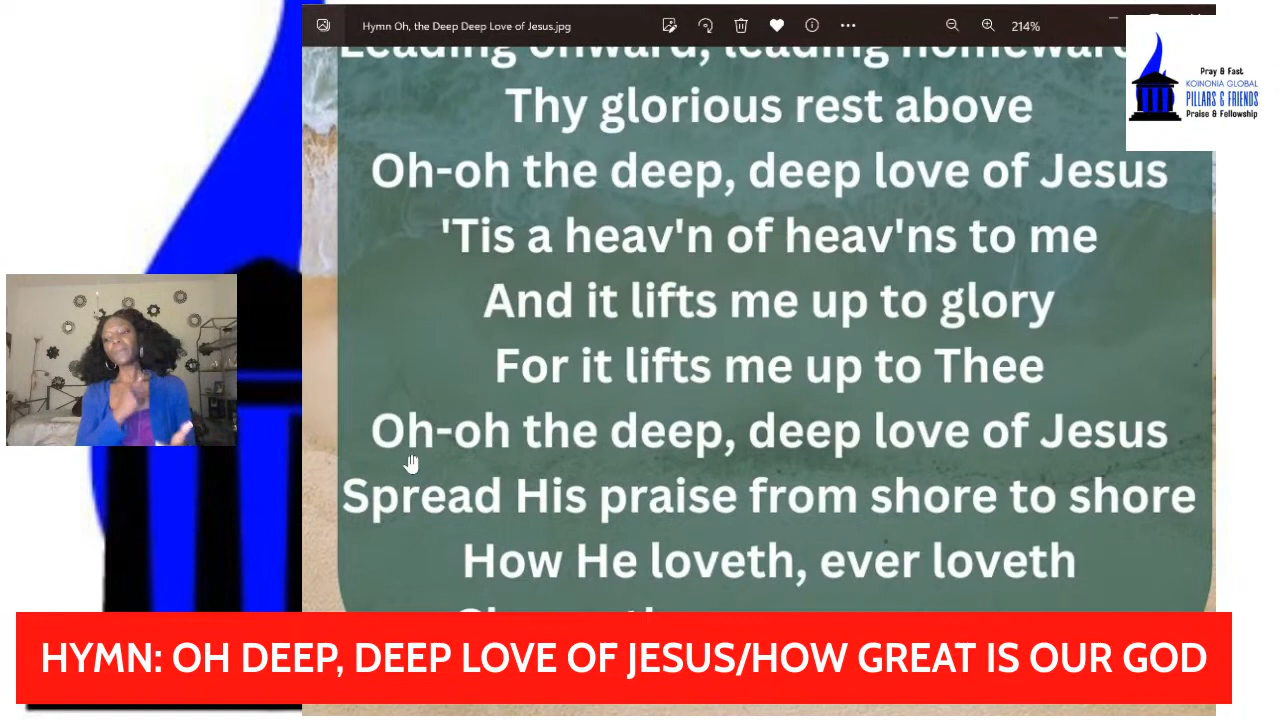 Hymn Oh, the Deep Deep Love of Jesus.jpg
214%
Leading onward, leading homeward
Thy glorious rest above
Oh-oh the deep, deep love of Jesus
'Tis a heav'n of heav'ns to me
And it lifts me up to glory
For it lifts me up to Thee
Oh-oh the deep, deep love of Jesus
Spread His praise from shore to shore
How He loveth, ever loveth
Pray & Fast
KOINONIA GLOBAL
PILLARS & FRIENDS
Praise & Fellowship
HYMN: OH DEEP, DEEP LOVE OF JESUS/HOW GREAT IS OUR GOD